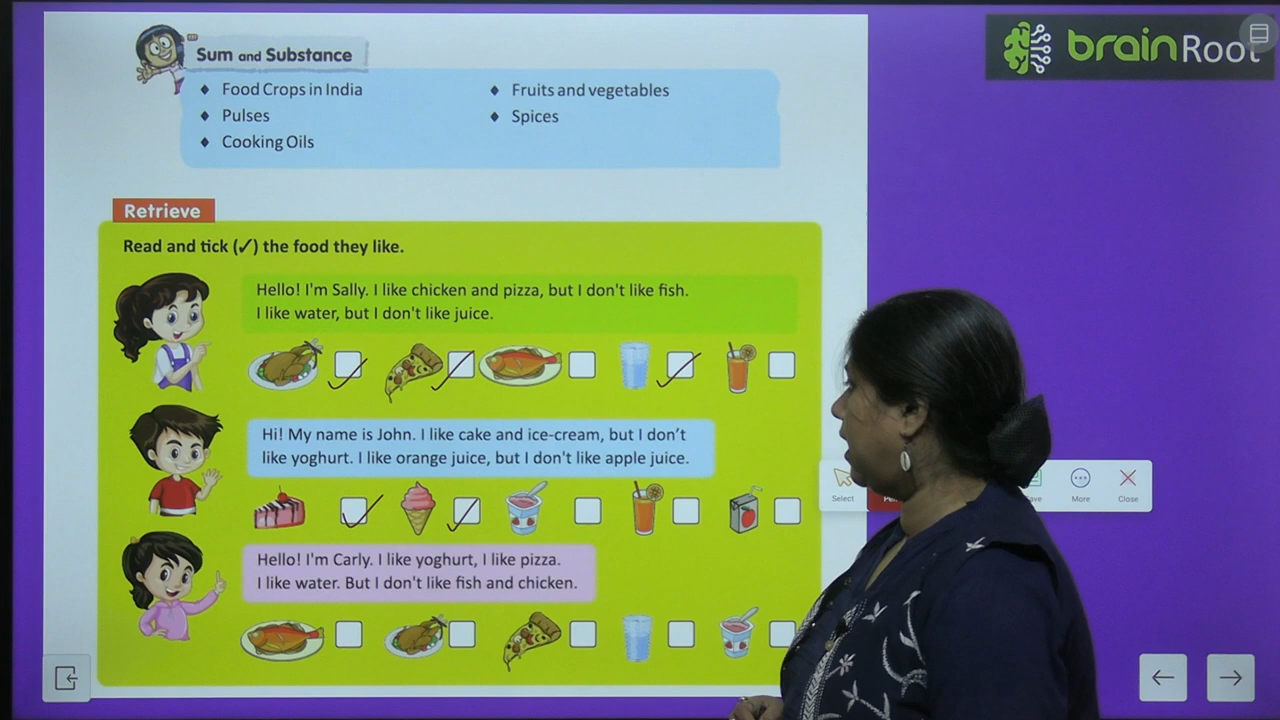 Sum and Substance
♦ Food Crops in India
♦ Pulses
♦ Cooking Oils
♦ Fruits and vegetables
♦ Spices
brainRoot
Retrieve
Read and tick (✓) the food they like.
Hello! I'm Sally. I like chicken and pizza, but I don't like fish.
I like water, but I don't like juice.
Hi! My name is John. I like cake and ice-cream, but I don’t
like yoghurt. I like orange juice, but I don't like apple juice.
Select
More
Close
Hello! I'm Carly. I like yoghurt, I like pizza.
I like water. But I don't like fish and chicken.